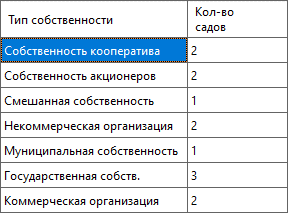 Тип собственности Кол-во садов
Собственность кооператива 2
Собственность акционеров 2
Смешанная собственность 1
Некоммерческая организация 2
Муниципальная собственность 1
Государственная собств. 3
Коммерческая организация 2